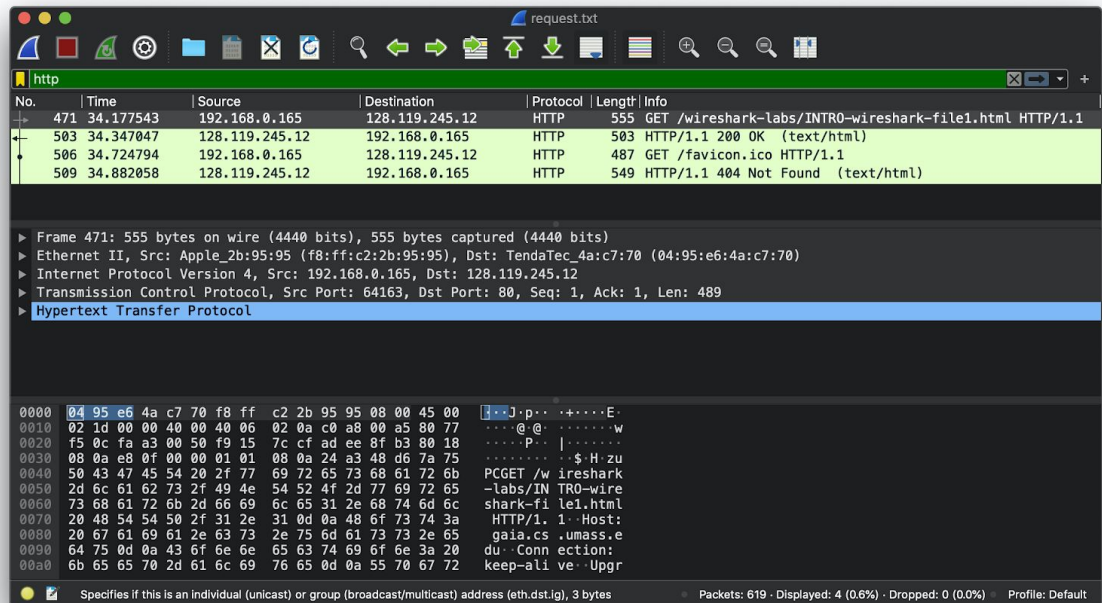 request.txt
http
+
No. Time Source Destination Protocol Length Info
471 34.177543 192.168.0.165 128.119.245.12 HTTP 555 GET /wireshark-labs/INTRO-wireshark-file1.html HTTP/1.1
503 34.347047 128.119.245.12 192.168.0.165 HTTP 503 HTTP/1.1 200 OK (text/html)
506 34.724794 192.168.0.165 128.119.245.12 HTTP 487 GET /favicon.ico HTTP/1.1
509 34.882058 128.119.245.12 192.168.0.165 HTTP 549 HTTP/1.1 404 Not Found (text/html)
Frame 471: 555 bytes on wire (4440 bits), 555 bytes captured (4440 bits)
Ethernet II, Src: Apple_2b:95:95 (f8:ff:c2:2b:95:95), Dst: TendaTec_4a:c7:70 (04:95:e6:4a:c7:70)
Internet Protocol Version 4, Src: 192.168.0.165, Dst: 128.119.245.12
Transmission Control Protocol, Src Port: 64163, Dst Port: 80, Seq: 1, Ack: 1, Len: 489
Hypertext Transfer Protocol
0000 04 95 e6 4a c7 70 f8 ff c2 2b 95 95 08 00 45 00 ···J·p·· ·+····E·
0010 02 1d 00 00 40 00 40 06 02 0a c0 a8 00 a5 80 77 ····@·@· ·······w
0020 f5 0c fa a3 00 50 f9 15 7c cf ad ee 8f b3 80 18 ·····P·· |·······
0030 08 0a e8 0f 00 00 01 01 08 0a 24 a3 48 d6 7a 75 ········ ··$·H·zu
0040 50 43 47 45 54 20 2f 77 69 72 65 73 68 61 72 6b PCGET /w ireshark
0050 2d 6c 61 62 73 2f 49 4e 54 52 4f 2d 77 69 72 65 -labs/IN TRO-wire
0060 73 68 61 72 6b 2d 66 69 6c 65 31 2e 68 74 6d 6c shark-fi le1.html
0070 20 48 54 54 50 2f 31 2e 31 0d 0a 48 6f 73 74 3a HTTP/1. 1··Host:
0080 20 67 61 69 61 2e 63 73 2e 75 6d 61 73 73 2e 65 gaia.cs .umass.e
0090 64 75 0d 0a 43 6f 6e 6e 65 63 74 69 6f 6e 3a 20 du··Conn ection:
00a0 6b 65 65 70 2d 61 6c 69 76 65 0d 0a 55 70 67 72 keep-ali ve··Upgr
Specifies if this is an individual (unicast) or group (broadcast/multicast) address (eth.dst.ig), 3 bytes Packets: 619 · Displayed: 4 (0.6%) · Dropped: 0 (0.0%) Profile: Default